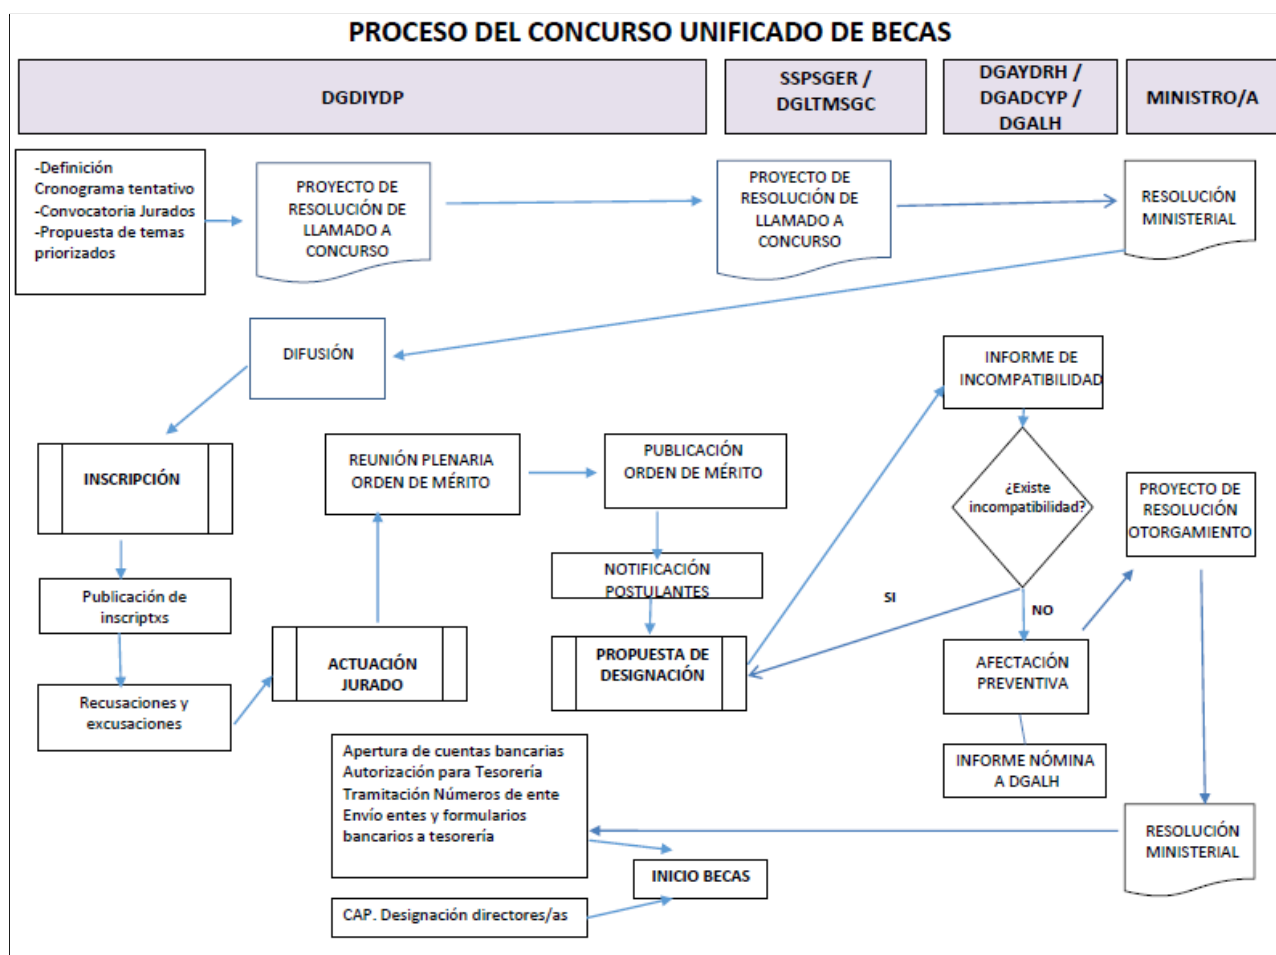 PROCESO DEL CONCURSO UNIFICADO DE BECAS
DGDIYDP
SSPSGER /
DGLTMSGC
DGAYDRH /
DGADCYP /
DGALH
MINISTRO/A
-Definición
Cronograma tentativo
-Convocatoria Jurados
-Propuesta de temas
priorizados
PROYECTO DE
RESOLUCIÓN DE
LLAMADO A
CONCURSO
PROYECTO DE
RESOLUCIÓN DE
LLAMADO A
CONCURSO
RESOLUCIÓN
MINISTERIAL
DIFUSIÓN
INFORME DE
INCOMPATIBILIDAD
INSCRIPCIÓN
REUNIÓN PLENARIA
ORDEN DE MÉRITO
PUBLICACIÓN
ORDEN DE MÉRITO
¿Existe
incompatibilidad?
PROYECTO DE
RESOLUCIÓN
OTORGAMIENTO
Publicación de
inscriptxs
NOTIFICACIÓN
POSTULANTES
SI
NO
Recusaciones y
excusaciones
ACTUACIÓN
JURADO
PROPUESTA DE
DESIGNACIÓN
AFECTACIÓN
PREVENTIVA
INFORME NÓMINA
A DGALH
Apertura de cuentas bancarias
Autorización para Tesorería
Tramitación Números de ente
Envío entes y formularios
bancarios a tesorería
RESOLUCIÓN
MINISTERIAL
INICIO BECAS
CAP. Designación directores/as